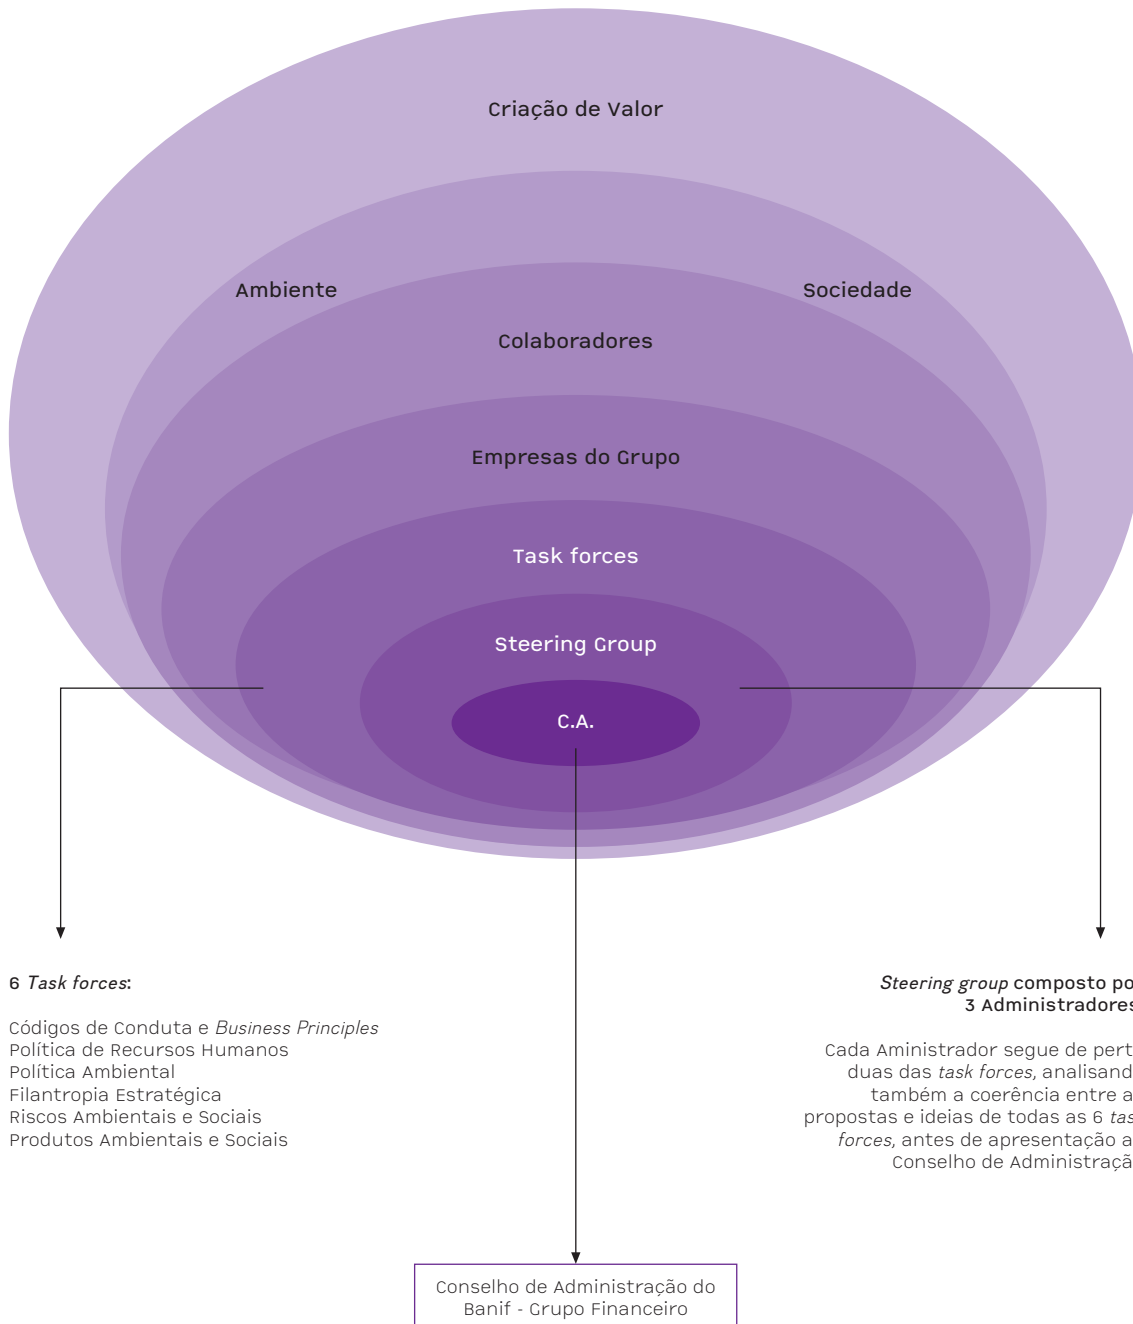 Criação de Valor
Ambiente
Sociedade
Colaboradores
Empresas do Grupo
Task forces
Steering Group
C.A.
6 Task forces:
Códigos de Conduta e Business Principles
Política de Recursos Humanos
Política Ambiental
Filantropia Estratégica
Riscos Ambientais e Sociais
Produtos Ambientais e Sociais
Steering group composto po
3 Administradores
Cada Aministrador segue de pert
duas das task forces, analisand
também a coerência entre a
propostas e ideias de todas as 6 tas
forces, antes de apresentação a
Conselho de Administraçã
Conselho de Administração do
Banif - Grupo Financeiro